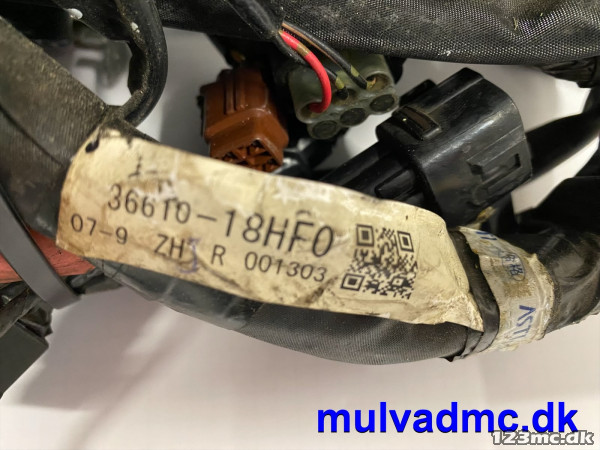 36610-18HF0
07-9 ZH R 001303
mulvadmc.dk
123mc.dk